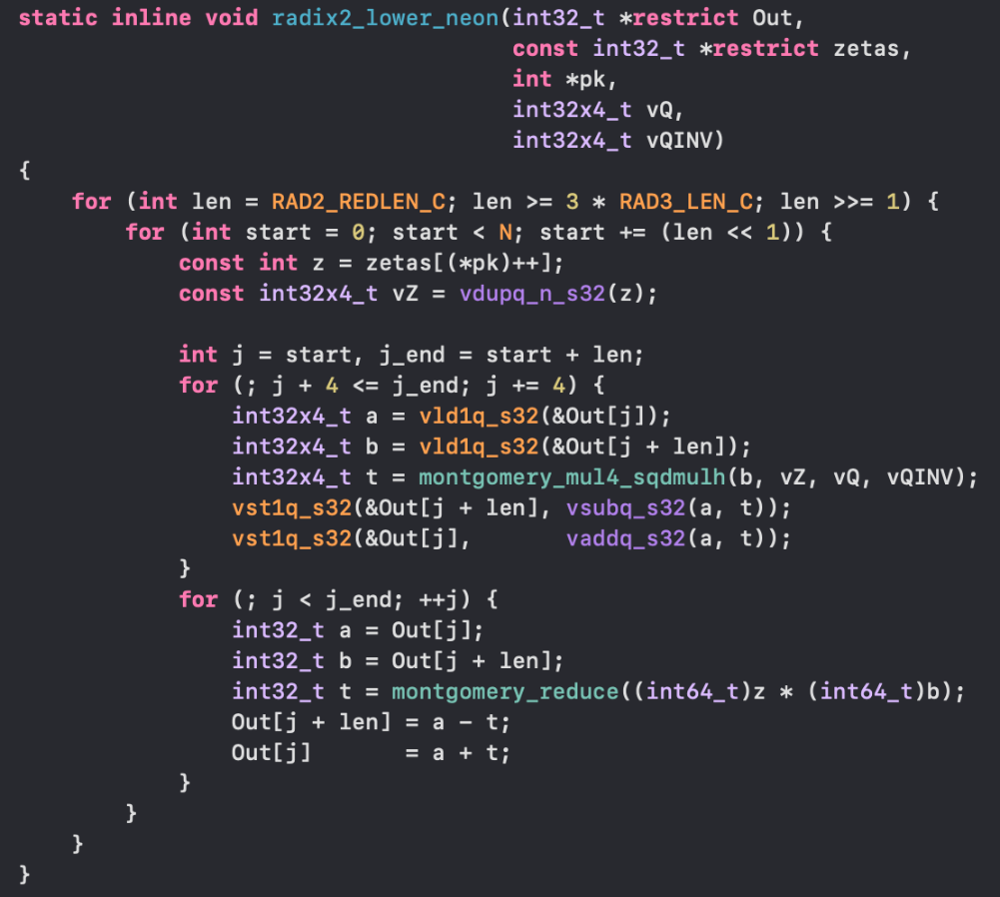 static inline void radix2_lower_neon(int32_t *restrict Out,
                                     const int32_t *restrict zetas,
                                     int *pk,
                                     int32x4_t vQ,
                                     int32x4_t vQINV)
{
    for (int len = RAD2_REDLEN_C; len >= 3 * RAD3_LEN_C; len >>= 1) {
        for (int start = 0; start < N; start += (len << 1)) {
            const int z = zetas[(*pk)++];
            const int32x4_t vZ = vdupq_n_s32(z);

            int j = start, j_end = start + len;
            for (; j + 4 <= j_end; j += 4) {
                int32x4_t a = vld1q_s32(&Out[j]);
                int32x4_t b = vld1q_s32(&Out[j + len]);
                int32x4_t t = montgomery_mul4_sqdmulh(b, vZ, vQ, vQINV);
                vst1q_s32(&Out[j + len], vsubq_s32(a, t));
                vst1q_s32(&Out[j],       vaddq_s32(a, t));
            }
            for (; j < j_end; ++j) {
                int32_t a = Out[j];
                int32_t b = Out[j + len];
                int32_t t = montgomery_reduce((int64_t)z * (int64_t)b);
                Out[j + len] = a - t;
                Out[j]       = a + t;
            }
        }
    }
}